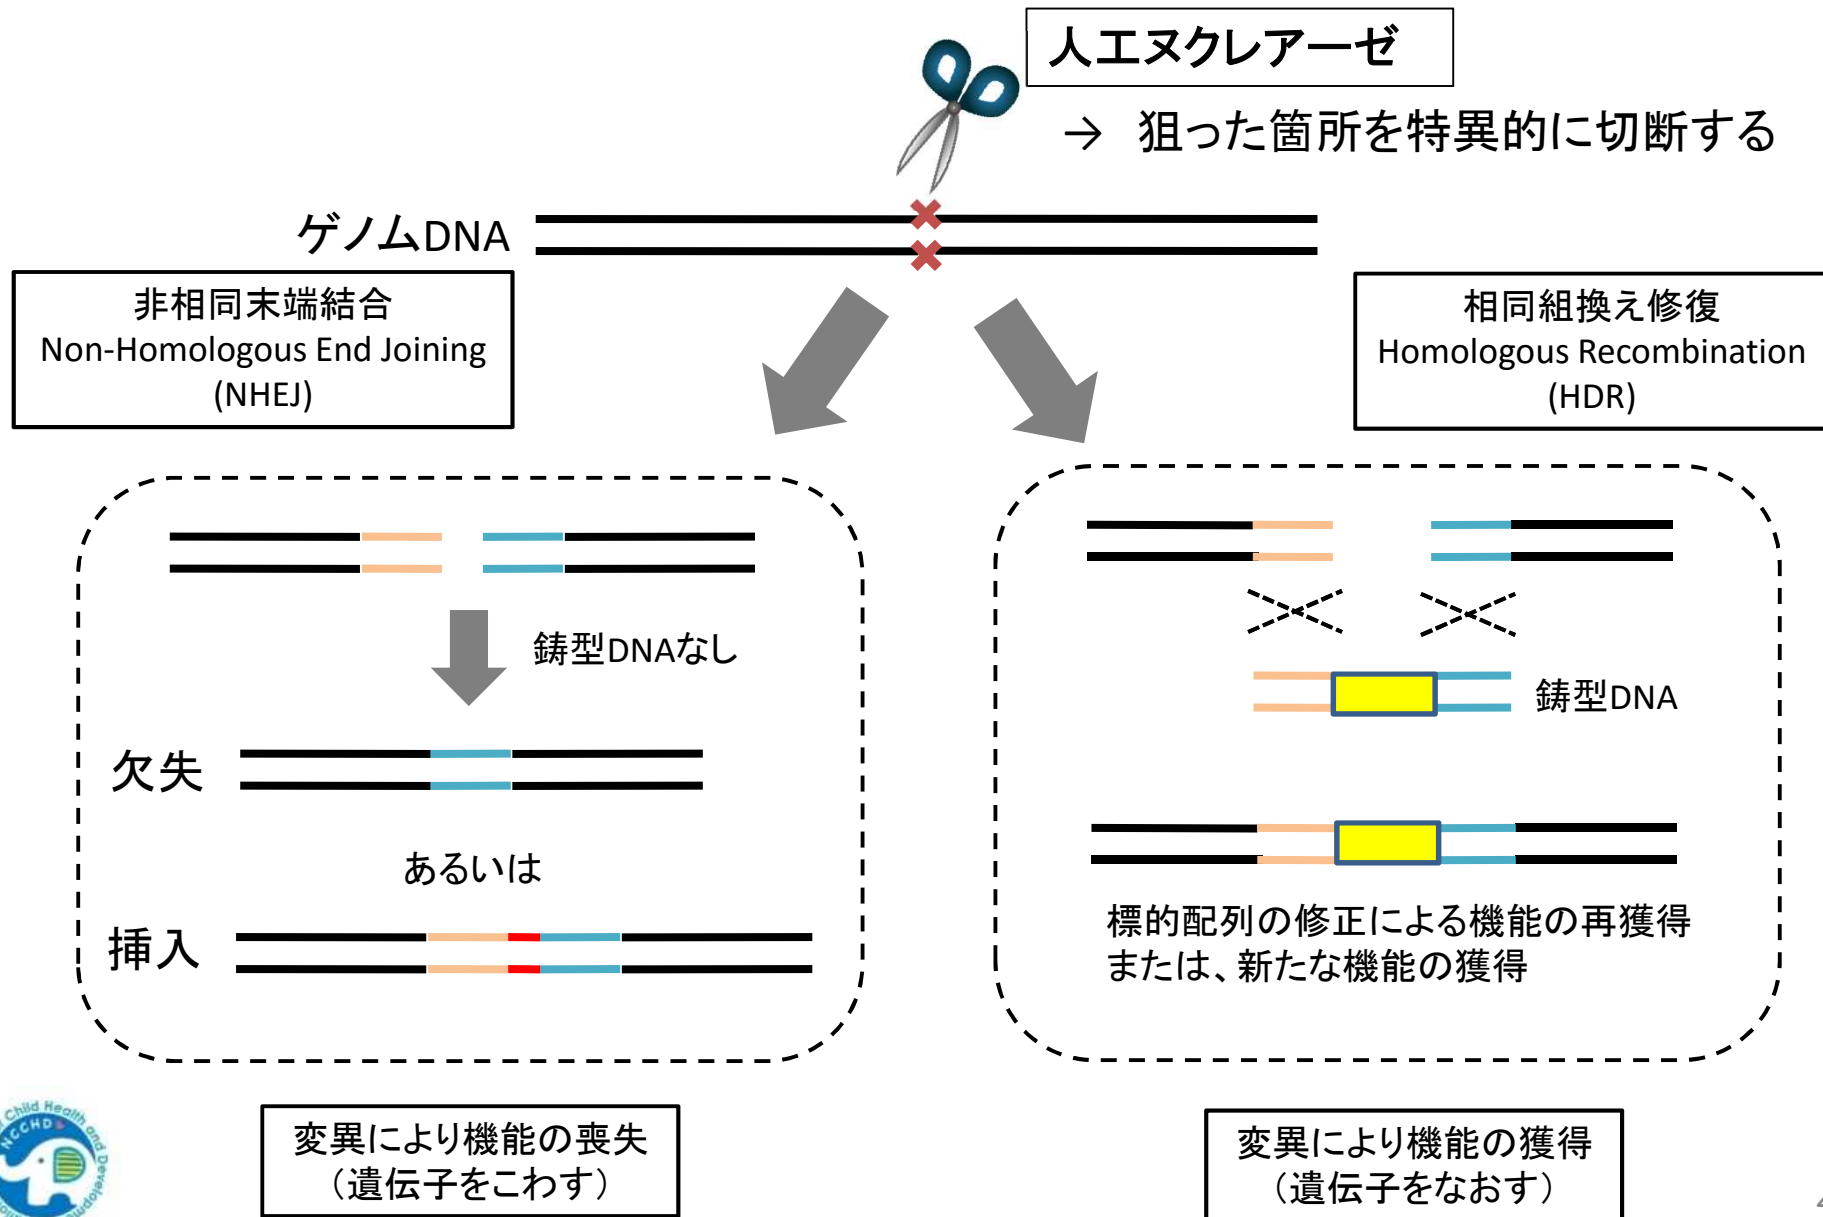 人工ヌクレアーゼ
→ 狙った箇所を特異的に切断する
ゲノムDNA
非相同末端結合
Non-Homologous End Joining
(NHEJ)
相同組換え修復
Homologous Recombination
(HDR)
鋳型DNAなし
欠失
あるいは
挿入
鋳型DNA
標的配列の修正による機能の再獲得
または、新たな機能の獲得
変異により機能の喪失
（遺伝子をこわす）
変異により機能の獲得
（遺伝子をなおす）
Child Health and Development
NCCHD